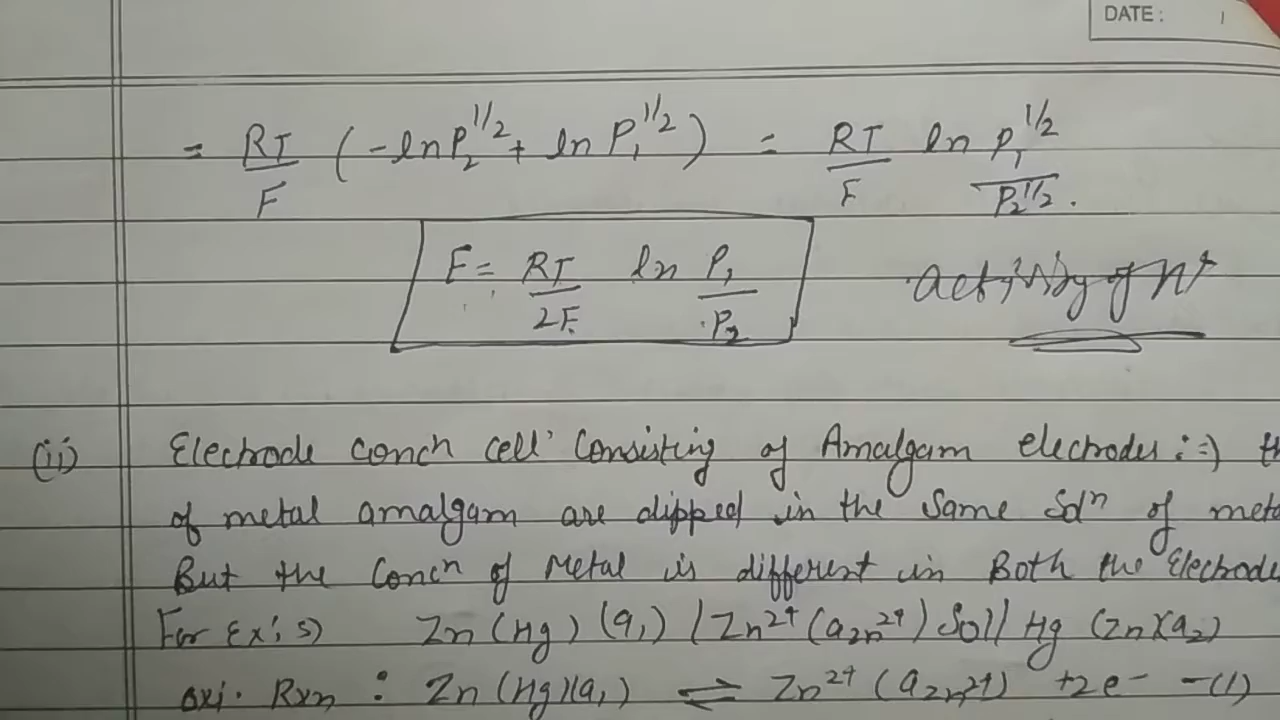 DATE :
= RT/F (-ln P₂^1/2 + ln P₁^1/2) = RT/F ln P₁^1/2 / P₂^1/2.
E = RT/2F ln P₁/P₂
activity of
(ii) Electrode concn cell Consisting of Amalgam electrodes :=)
of metal amalgam are dipped in the same Soln of
But the Concn of Metal is different in Both the Electrode
For Ex's) Zn(Hg) (a₁) / Zn²⁺ (aZn²⁺) Sol// Hg (Zn)(a₂)
oxi. Rxn : Zn(Hg)(a₁) ⇌ Zn²⁺ (aZn²⁺) +2e⁻ -(1)